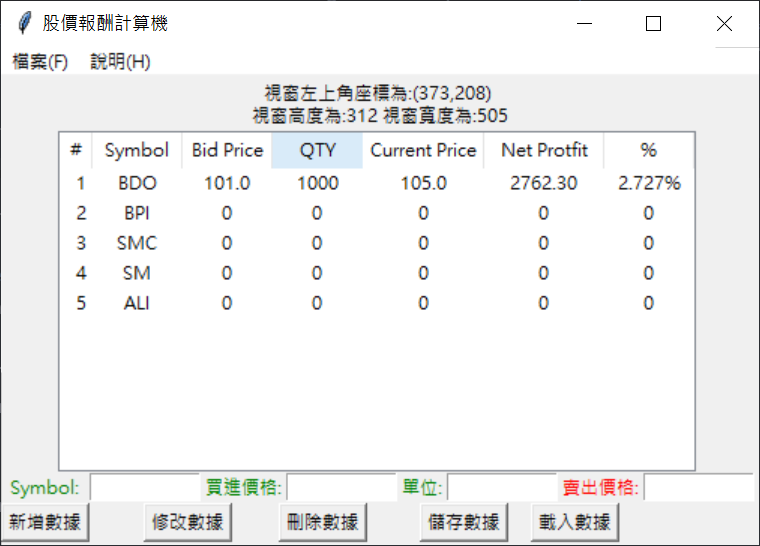 股價報酬計算機
檔案(F) 說明(H)
視窗左上角座標為:(373,208)
視窗高度為:312 視窗寬度為:505
# Symbol Bid Price QTY Current Price Net Protfit %
1 BDO 101.0 1000 105.0 2762.30 2.727%
2 BPI 0 0 0 0 0
3 SMC 0 0 0 0 0
4 SM 0 0 0 0 0
5 ALI 0 0 0 0 0
Symbol: 買進價格: 單位: 賣出價格:
新增數據 修改數據 刪除數據 儲存數據 載入數據